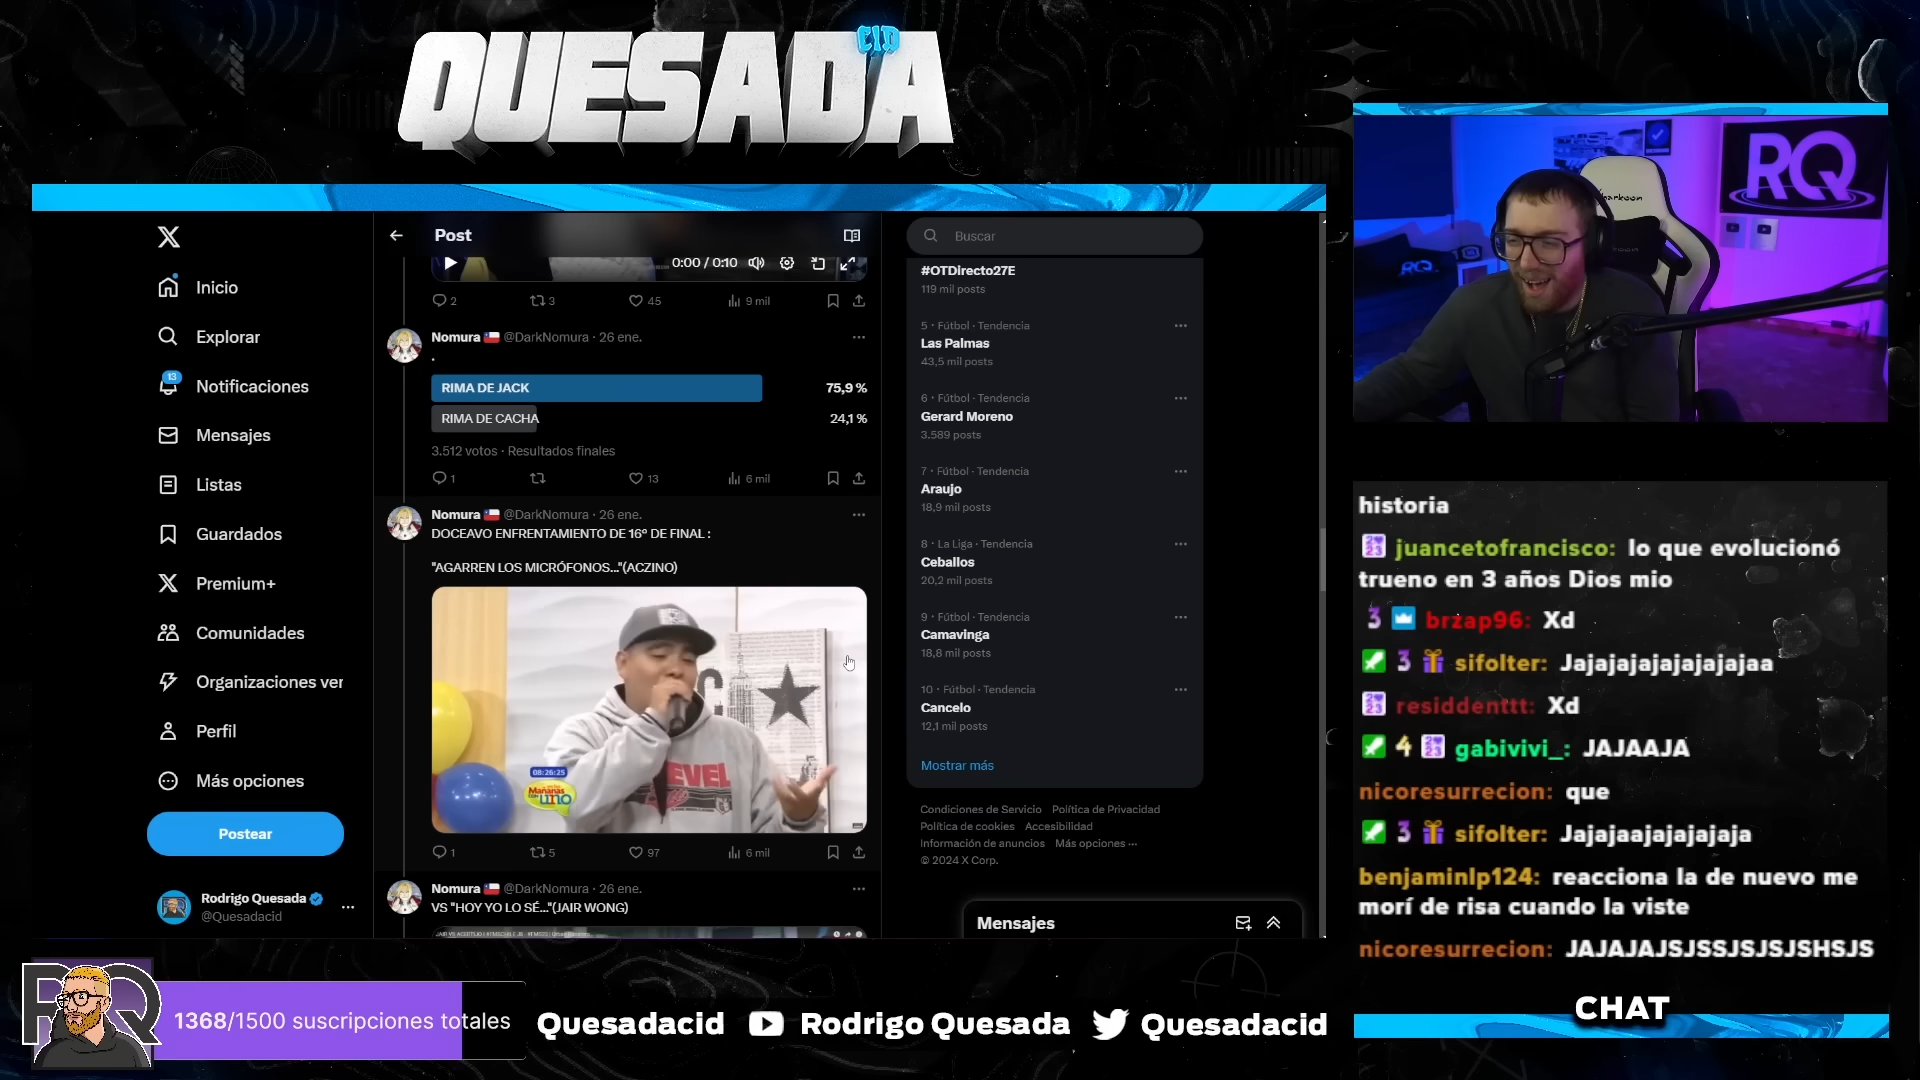 QUESADA
CID
Post
Buscar
Inicio
Explorar
13
Notificaciones
Mensajes
Listas
Guardados
Premium+
Comunidades
Organizaciones ver
Perfil
Más opciones
Postear
Rodrigo Quesada
@Quesadacid
0:00 / 0:10
2
3
45
9 mil
Nomura @DarkNomura · 26 ene.
.
RIMA DE JACK 75,9 %
RIMA DE CACHA 24,1 %
3.512 votos · Resultados finales
1
13
6 mil
Nomura @DarkNomura · 26 ene.
DOCEAVO ENFRENTAMIENTO DE 16º DE FINAL :
"AGARREN LOS MICRÓFONOS..."(ACZINO)
08:26:25
Mañanas
uno
EVEL
1
5
97
6 mil
Nomura @DarkNomura · 26 ene.
VS "HOY YO LO SÉ..."(JAIR WONG)
#OTDirecto27E
119 mil posts
5 · Fútbol · Tendencia
Las Palmas
43,5 mil posts
6 · Fútbol · Tendencia
Gerard Moreno
3.589 posts
7 · Fútbol · Tendencia
Araujo
18,9 mil posts
8 · La Liga · Tendencia
Ceballos
20,2 mil posts
9 · Fútbol · Tendencia
Camavinga
18,8 mil posts
10 · Fútbol · Tendencia
Cancelo
12,1 mil posts
Mostrar más
Condiciones de Servicio Política de Privacidad
Política de cookies Accesibilidad
Información de anuncios Más opciones ···
© 2024 X Corp.
Mensajes
RQ
RQ
historia
juancetofrancisco: lo que evolucionó
trueno en 3 años Dios mio
3 brzap96: Xd
3 sifolter: Jajajajajajajajajaa
residdenttt: Xd
4 gabivivi_: JAJAAJA
nicoresurrecion: que
3 sifolter: Jajajaajajajajaja
benjaminlp124: reacciona la de nuevo me
morí de risa cuando la viste
nicoresurrecion: JAJAJAJSJSSJSJSJSHSJS
CHAT
RQ
1368/1500 suscripciones totales
Quesadacid
Rodrigo Quesada
Quesadacid